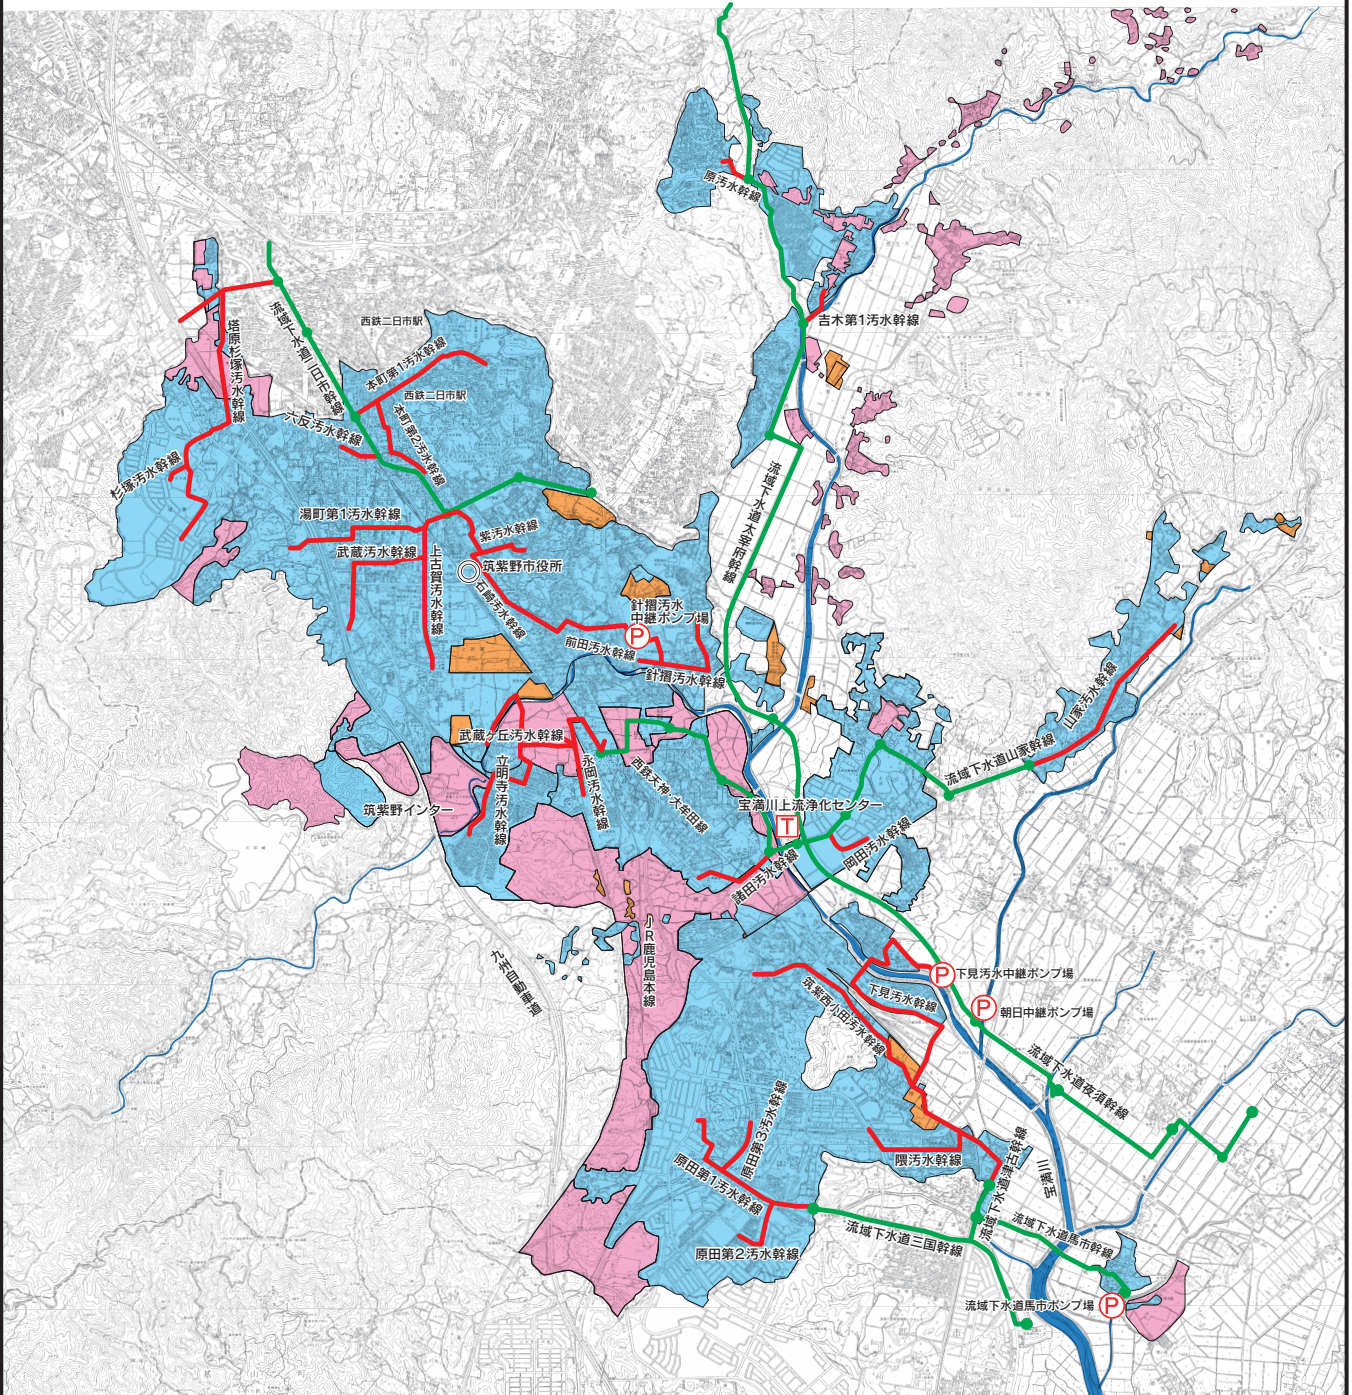 原汚水幹線
吉木第1汚水幹線
西鉄二日市駅
流域下水道二日市幹線
塔原杉塚汚水幹線
本町第1汚水幹線
西鉄二日市駅
本町第2汚水幹線
六反汚水幹線
杉塚汚水幹線
流域下水道太宰府幹線
湯町第1汚水幹線
紫汚水幹線
武蔵汚水幹線
上古賀汚水幹線
筑紫野市役所
石崎汚水幹線
針摺汚水
中継ポンプ場
P
前田汚水幹線
針摺汚水幹線
山家汚水幹線
武蔵ヶ丘汚水幹線
流域下水道山家幹線
立明寺汚水幹線
永岡汚水幹線
西鉄天神・大牟田線
筑紫野インター
宝満川上流浄化センター
T
岡田汚水幹線
諸田汚水幹線
JR鹿児島本線
九州自動車道
P
下見汚水中継ポンプ場
下見汚水幹線
筑紫西小田汚水幹線
P
朝日中継ポンプ場
流域下水道夜須幹線
原田第3汚水幹線
隈汚水幹線
原田第1汚水幹線
流域下水道津古幹線
宝満川
原田第2汚水幹線
流域下水道三国幹線
流域下水道馬市幹線
流域下水道馬市ポンプ場
P